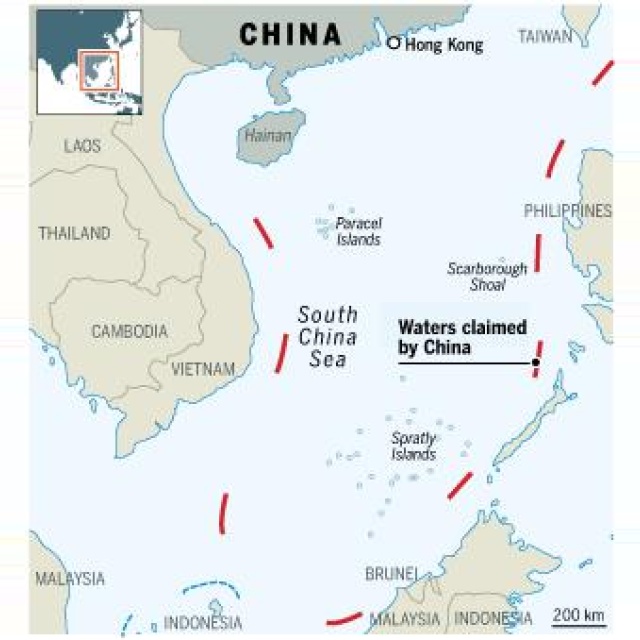 CHINA
Hong Kong
TAIWAN
Hainan
LAOS
PHILIPPINES
Paracel
Islands
THAILAND
Scarborough
Shoal
South
China
Sea
Waters claimed
by China
CAMBODIA
VIETNAM
Spratly
Islands
MALAYSIA
BRUNEI
INDONESIA
MALAYSIA
INDONESIA
200 km